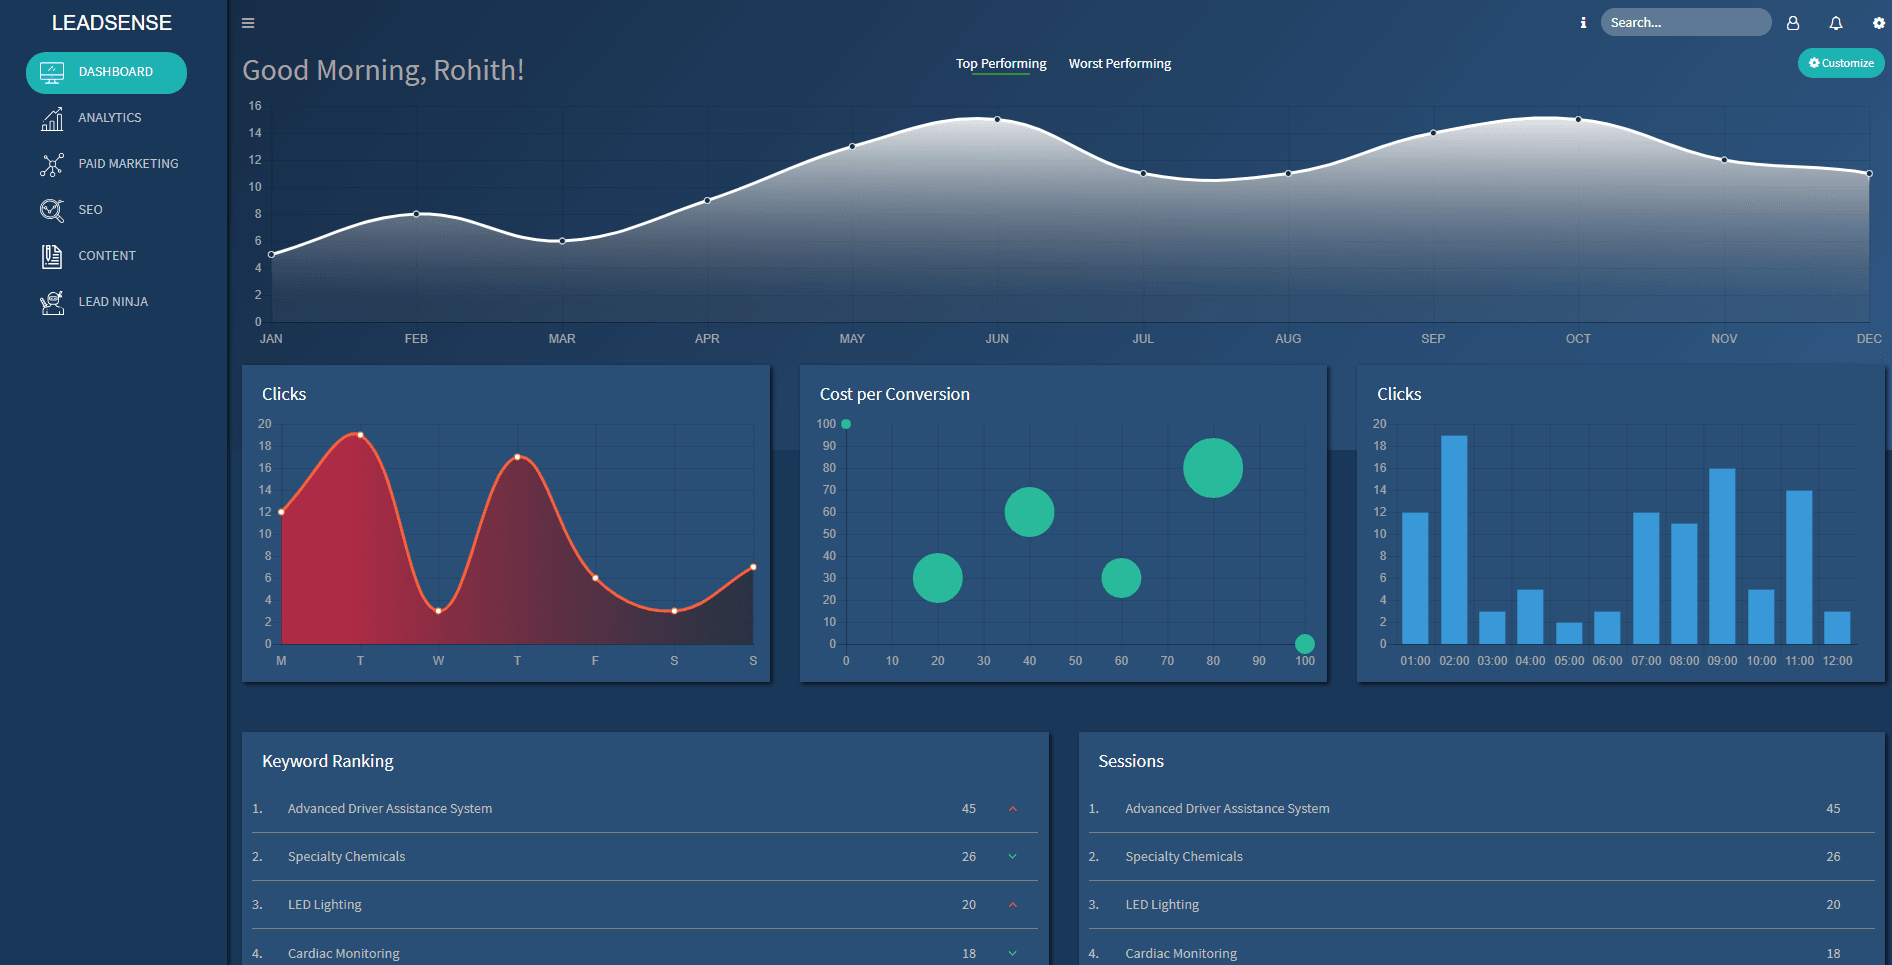 LEADSENSE
DASHBOARD
ANALYTICS
PAID MARKETING
SEO
CONTENT
LEAD NINJA
Search...
Good Morning, Rohith!
Top Performing Worst Performing
Customize
16
14
12
10
8
6
4
2
0
JAN FEB MAR APR MAY JUN JUL AUG SEP OCT NOV DEC
Clicks
20
18
16
14
12
10
8
6
4
2
0
M T W T F S S
Cost per Conversion
100
90
80
70
60
50
40
30
20
10
0
0 10 20 30 40 50 60 70 80 90 100
Clicks
20
18
16
14
12
10
8
6
4
2
0
01:00 02:00 03:00 04:00 05:00 06:00 07:00 08:00 09:00 10:00 11:00 12:00
Keyword Ranking
1. Advanced Driver Assistance System 45
2. Specialty Chemicals 26
3. LED Lighting 20
4. Cardiac Monitoring 18
Sessions
1. Advanced Driver Assistance System 45
2. Specialty Chemicals 26
3. LED Lighting 20
4. Cardiac Monitoring 18